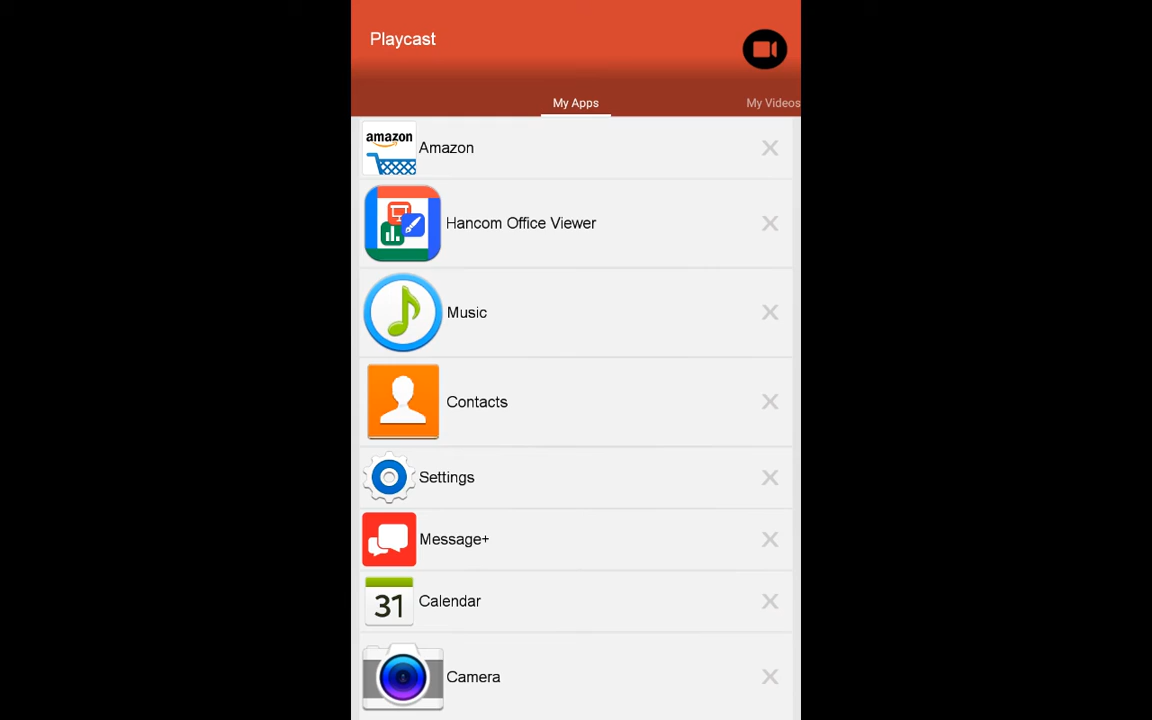 Playcast
My Apps
My Videos
amazon
Amazon
Hancom Office Viewer
Music
Contacts
Settings
Message+
31
Calendar
Camera